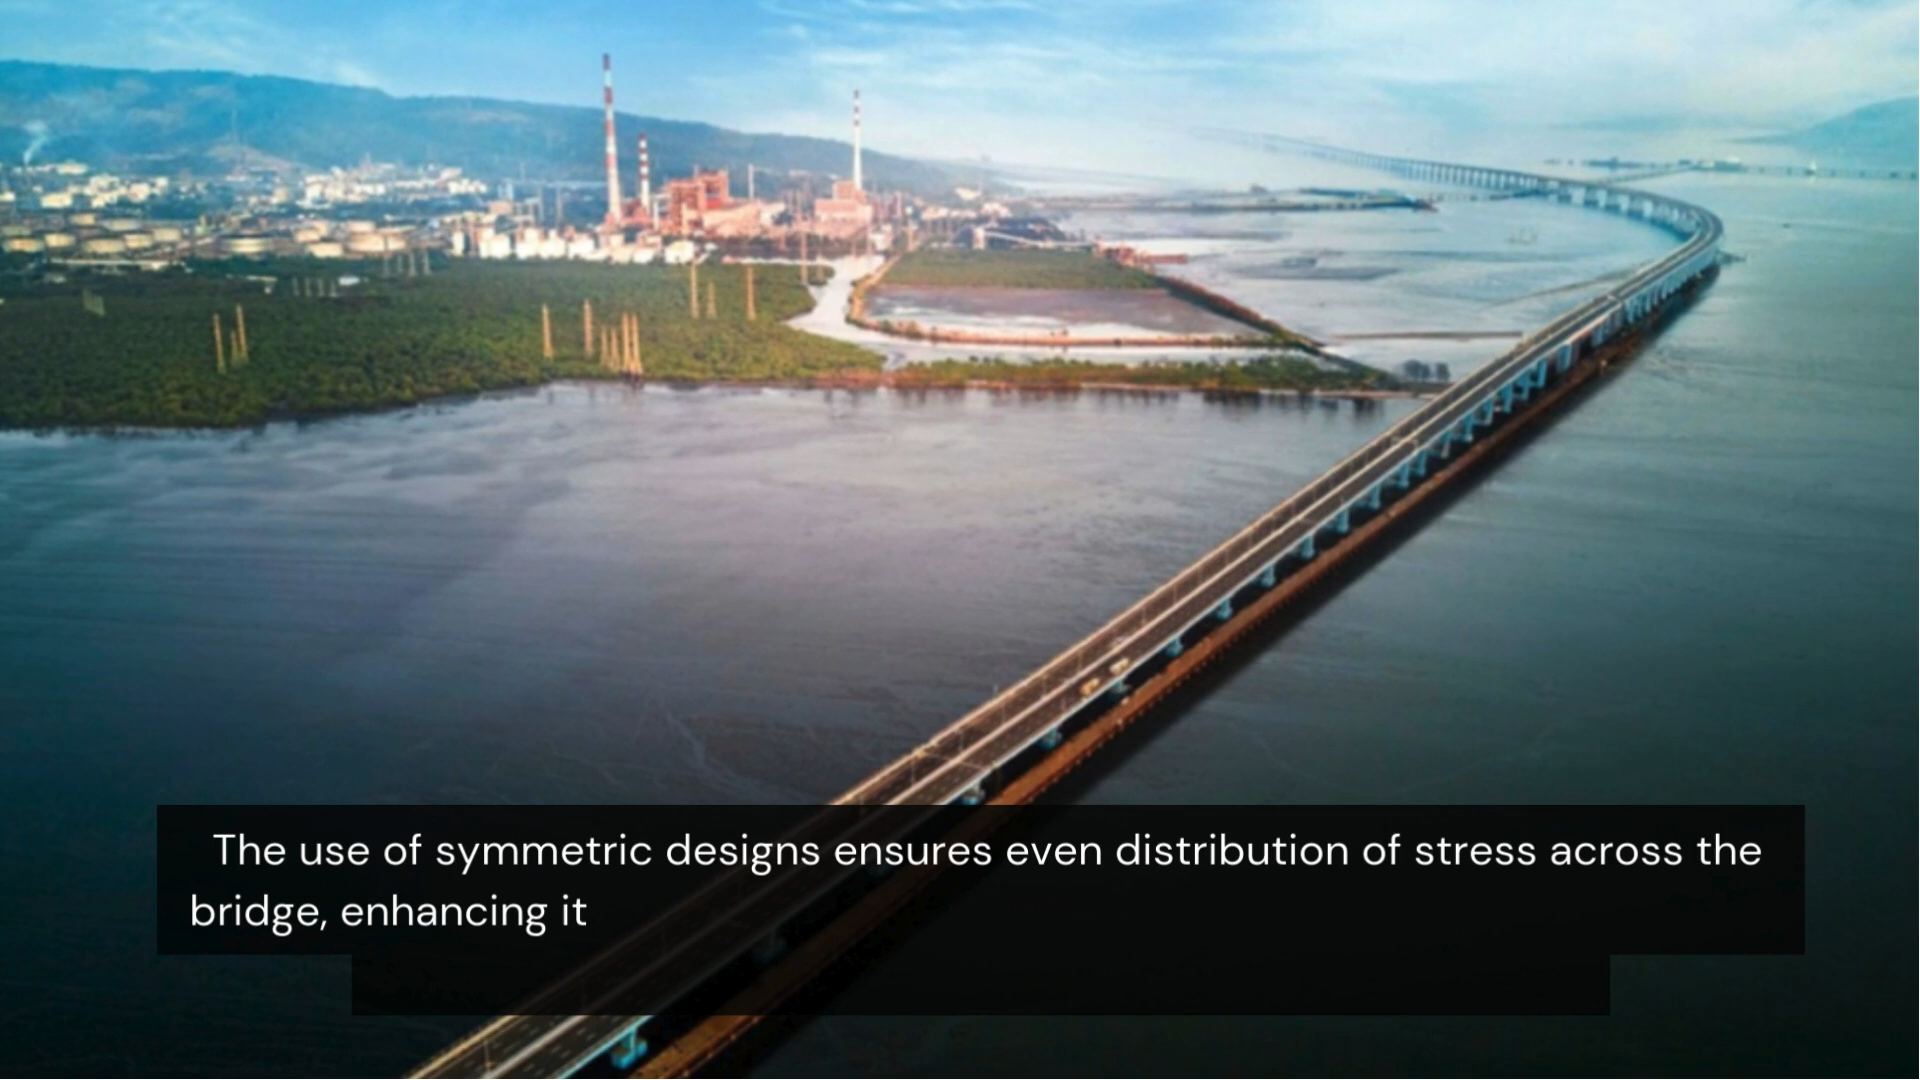 The use of symmetric designs ensures even distribution of stress across the
bridge, enhancing it